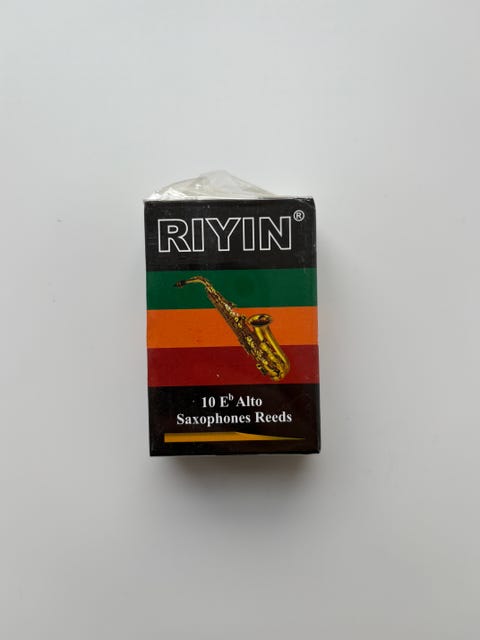 RIYIN®
10 E♭ Alto
Saxophones Reeds